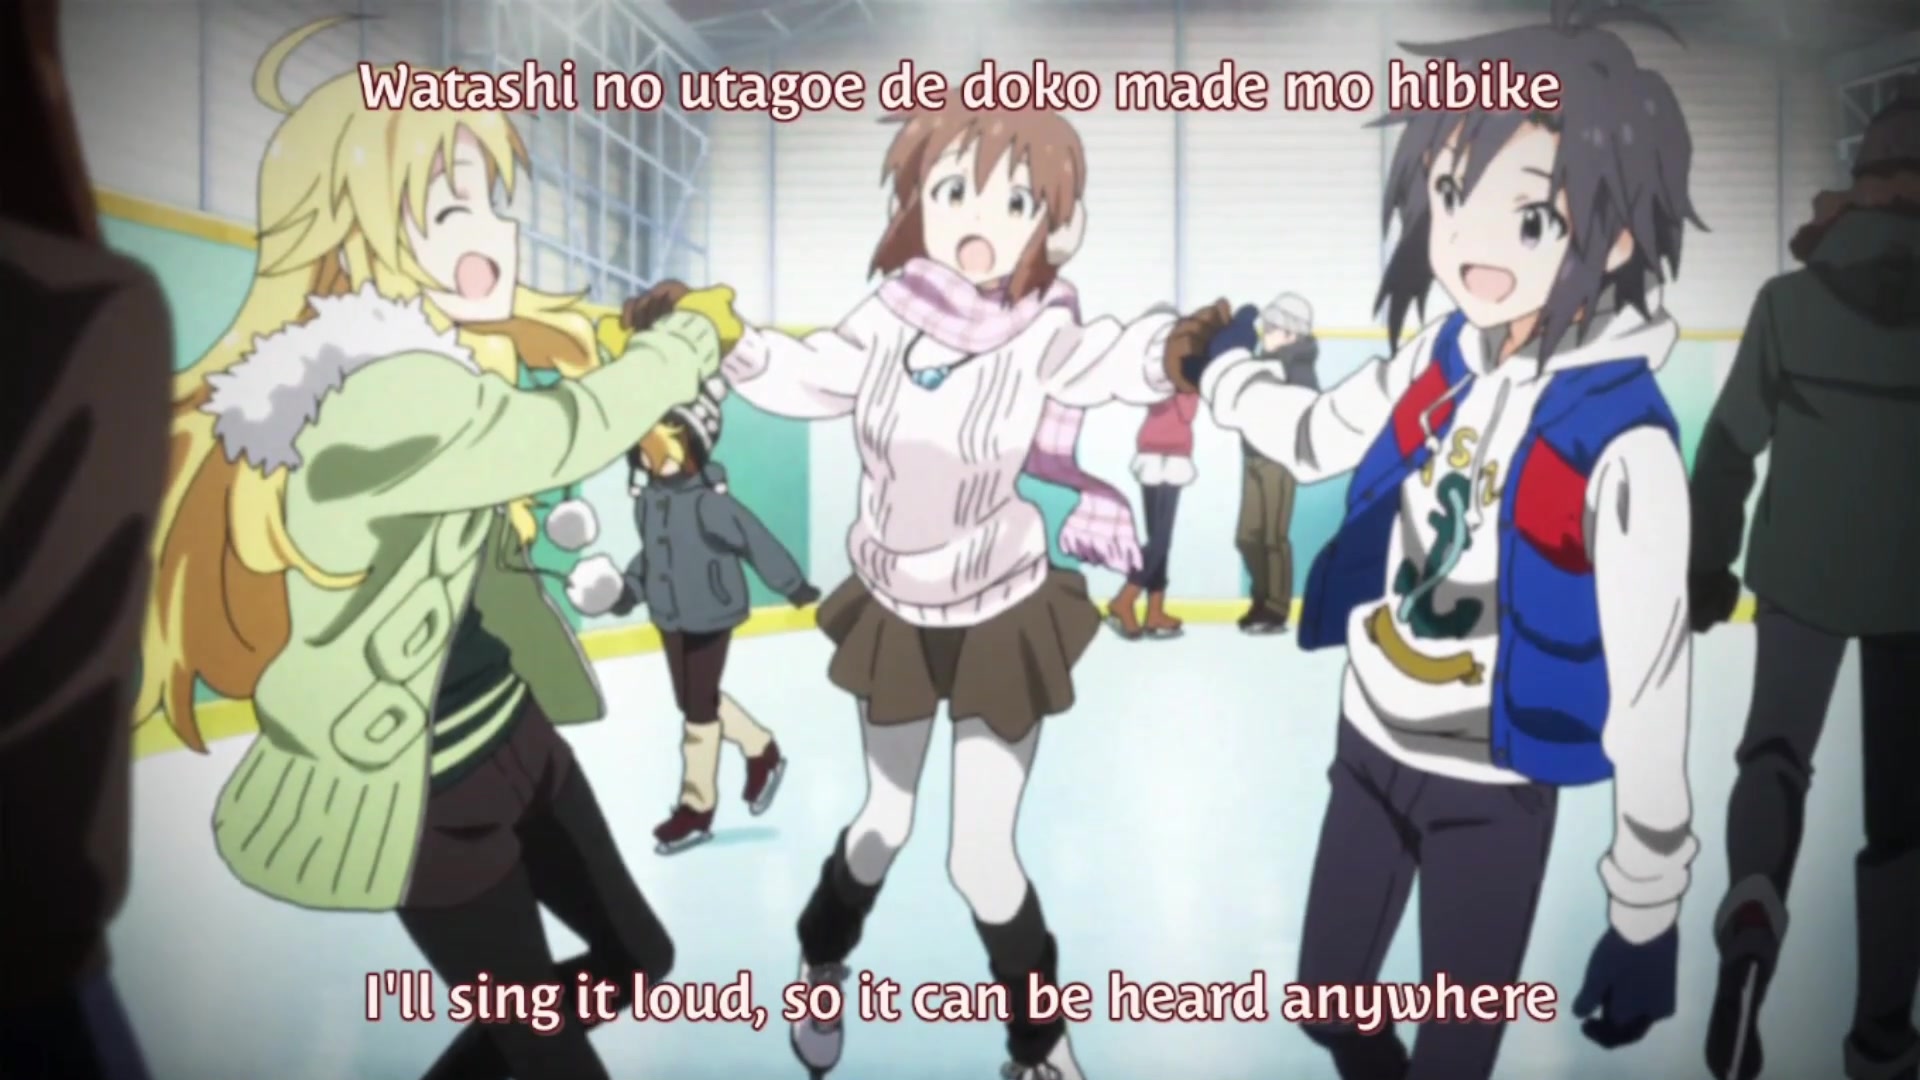 Watashi no utagoe de doko made mo hibike
I'll sing it loud, so it can be heard anywhere